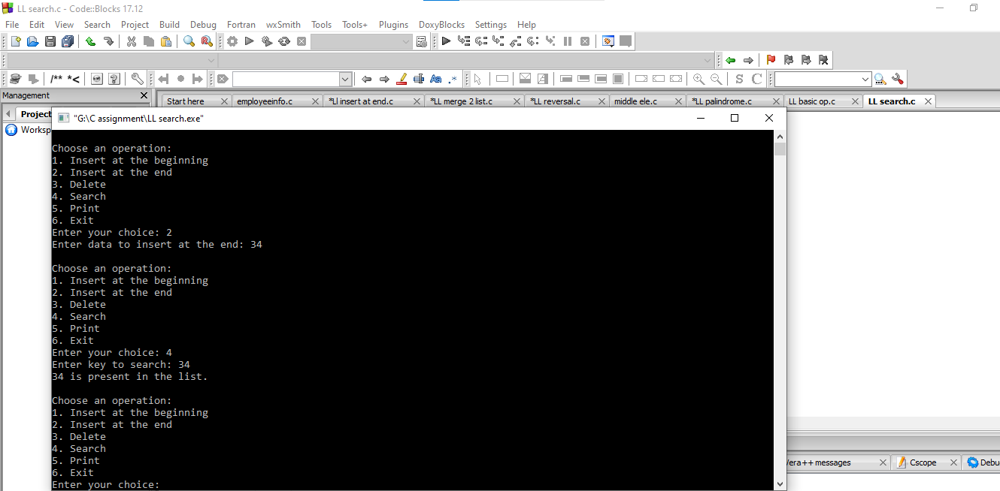 LL search.c - Code::Blocks 17.12
File Edit View Search Project Build Debug Fortran wxSmith Tools Tools+ Plugins DoxyBlocks Settings Help
/** *<
Aa .*
S C
Management
Start here employeeinfo.c *Ll insert at end.c *LL merge 2 list.c *LL reversal.c middle ele.c *LL palindrome.c LL basic op.c LL search.c
Project
Worksp
"G:\C assignment\LL search.exe"
Choose an operation:
1. Insert at the beginning
2. Insert at the end
3. Delete
4. Search
5. Print
6. Exit
Enter your choice: 2
Enter data to insert at the end: 34
Choose an operation:
1. Insert at the beginning
2. Insert at the end
3. Delete
4. Search
5. Print
6. Exit
Enter your choice: 4
Enter key to search: 34
34 is present in the list.
Choose an operation:
1. Insert at the beginning
2. Insert at the end
3. Delete
4. Search
5. Print
6. Exit
Enter your choice:
/era++ messages Cscope Debu